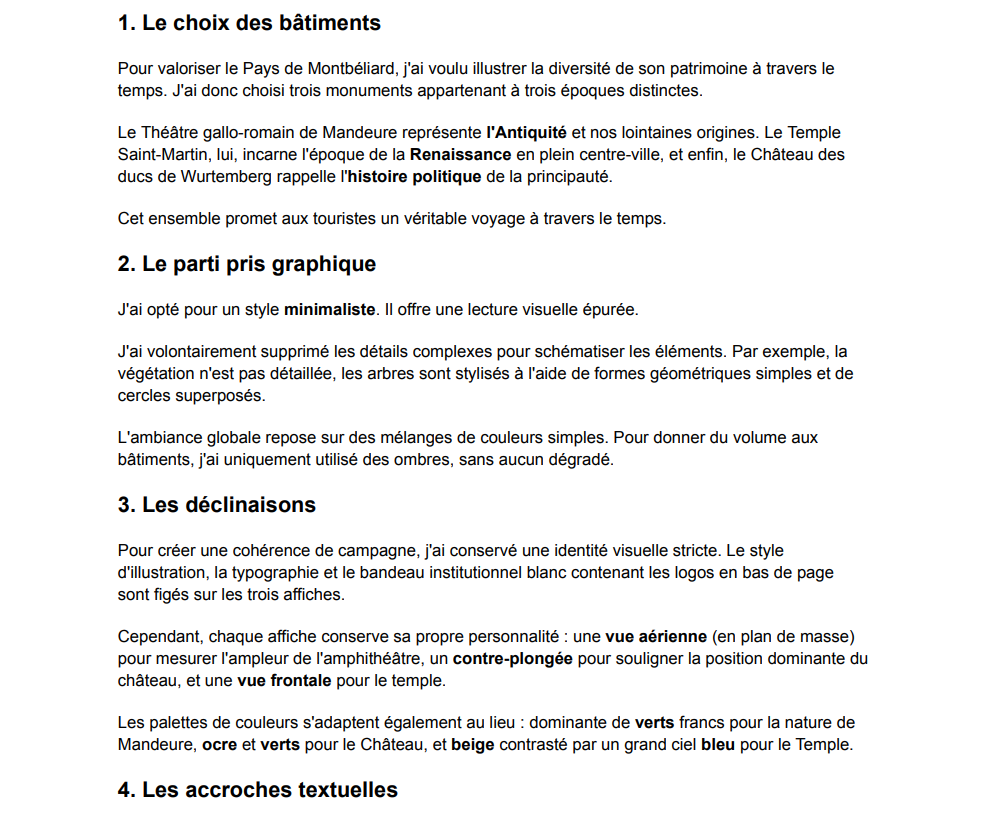 1. Le choix des bâtiments
Pour valoriser le Pays de Montbéliard, j'ai voulu illustrer la diversité de son patrimoine à travers le
temps. J'ai donc choisi trois monuments appartenant à trois époques distinctes.
Le Théâtre gallo-romain de Mandeure représente l'Antiquité et nos lointaines origines. Le Temple
Saint-Martin, lui, incarne l'époque de la Renaissance en plein centre-ville, et enfin, le Château des
ducs de Wurtemberg rappelle l'histoire politique de la principauté.
Cet ensemble promet aux touristes un véritable voyage à travers le temps.
2. Le parti pris graphique
J'ai opté pour un style minimaliste. Il offre une lecture visuelle épurée.
J'ai volontairement supprimé les détails complexes pour schématiser les éléments. Par exemple, la
végétation n'est pas détaillée, les arbres sont stylisés à l'aide de formes géométriques simples et de
cercles superposés.
L'ambiance globale repose sur des mélanges de couleurs simples. Pour donner du volume aux
bâtiments, j'ai uniquement utilisé des ombres, sans aucun dégradé.
3. Les déclinaisons
Pour créer une cohérence de campagne, j'ai conservé une identité visuelle stricte. Le style
d'illustration, la typographie et le bandeau institutionnel blanc contenant les logos en bas de page
sont figés sur les trois affiches.
Cependant, chaque affiche conserve sa propre personnalité : une vue aérienne (en plan de masse)
pour mesurer l'ampleur de l'amphithéâtre, un contre-plongée pour souligner la position dominante du
château, et une vue frontale pour le temple.
Les palettes de couleurs s'adaptent également au lieu : dominante de verts francs pour la nature de
Mandeure, ocre et verts pour le Château, et beige contrasté par un grand ciel bleu pour le Temple.
4. Les accroches textuelles